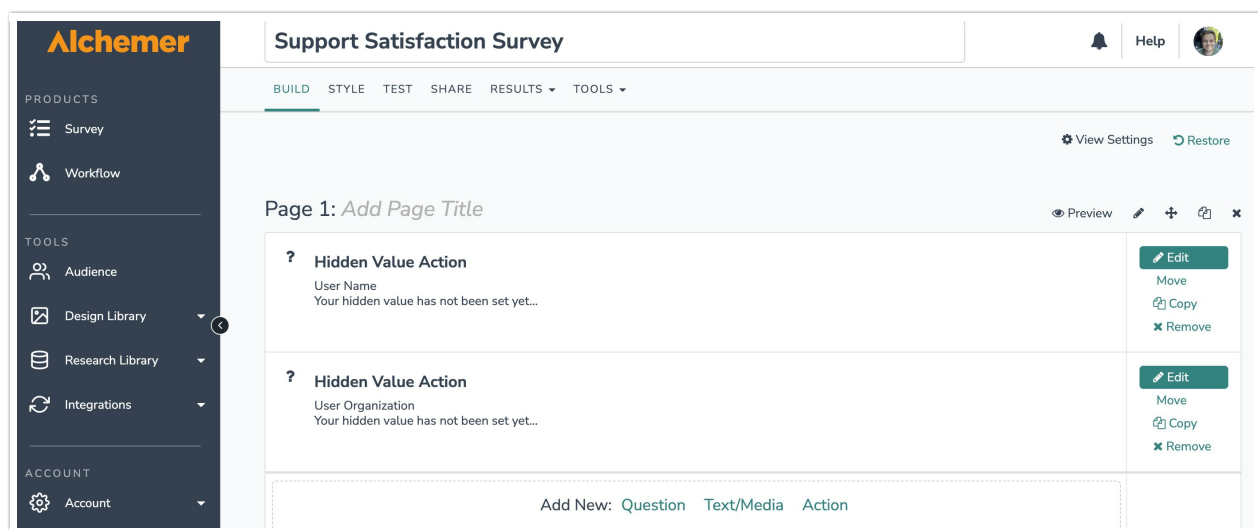 Alchemer
Support Satisfaction Survey
Help
BUILD STYLE TEST SHARE RESULTS TOOLS
PRODUCTS
Survey
Workflow
TOOLS
Audience
Design Library
Research Library
Integrations
ACCOUNT
Account
View Settings Restore
Page 1: Add Page Title
Preview
? Hidden Value Action
User Name
Your hidden value has not been set yet...
Edit
Move
Copy
Remove
? Hidden Value Action
User Organization
Your hidden value has not been set yet...
Edit
Move
Copy
Remove
Add New: Question Text/Media Action